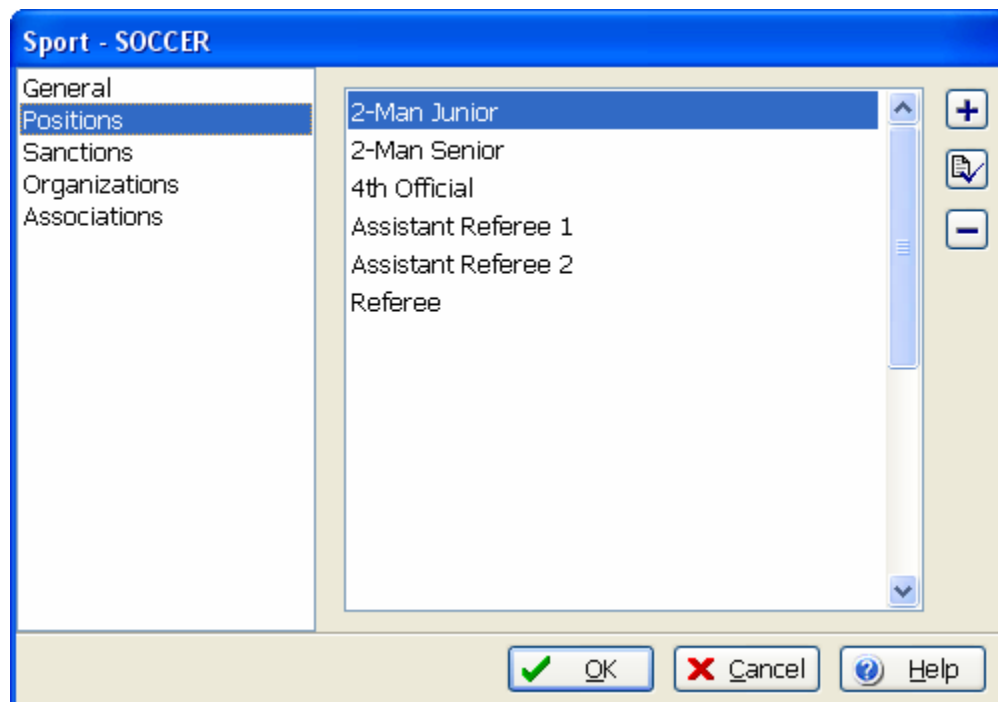 Sport - SOCCER
General
Positions
Sanctions
Organizations
Associations
2-Man Junior
2-Man Senior
4th Official
Assistant Referee 1
Assistant Referee 2
Referee
OK
Cancel
Help